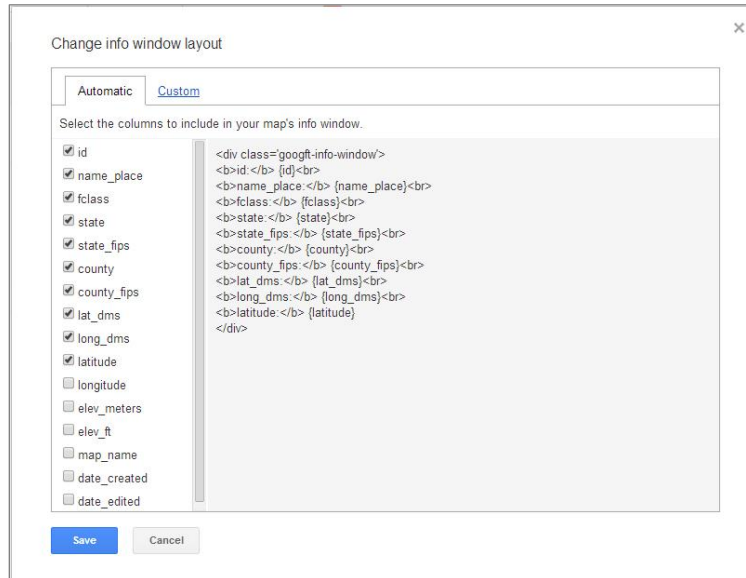 ×
Change info window layout
Automatic Custom
Select the columns to include in your map's info window.
id
name_place
fclass
state
state_fips
county
county_fips
lat_dms
long_dms
latitude
longitude
elev_meters
elev_ft
map_name
date_created
date_edited
<div class='googft-info-window'>
<b>id:</b> {id}<br>
<b>name_place:</b> {name_place}<br>
<b>fclass:</b> {fclass}<br>
<b>state:</b> {state}<br>
<b>state_fips:</b> {state_fips}<br>
<b>county:</b> {county}<br>
<b>county_fips:</b> {county_fips}<br>
<b>lat_dms:</b> {lat_dms}<br>
<b>long_dms:</b> {long_dms}<br>
<b>latitude:</b> {latitude}
</div>
Save Cancel